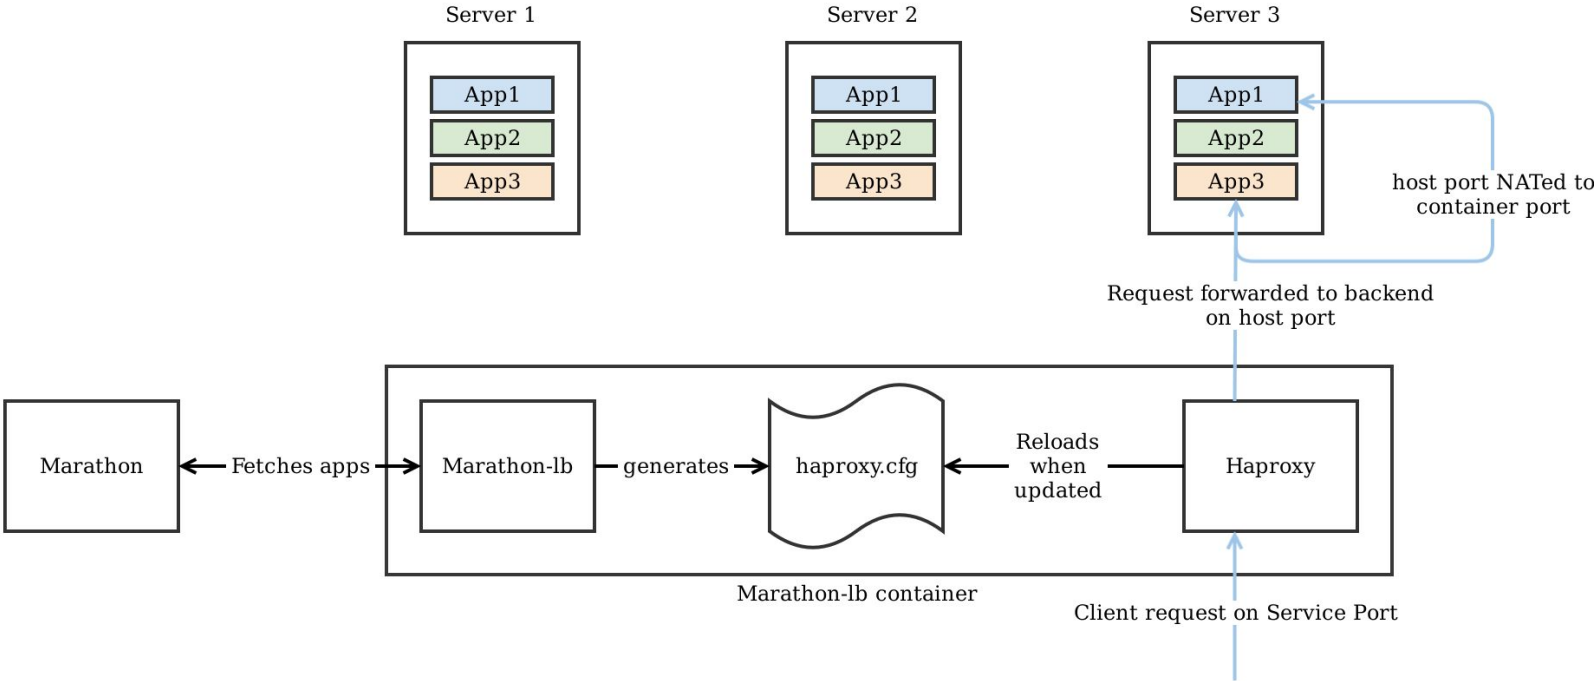 Server 1
Server 2
Server 3
App1
App2
App3
App1
App2
App3
App1
App2
App3
host port NATed to
container port
Request forwarded to backend
on host port
Marathon
Fetches apps
Marathon-lb
generates
haproxy.cfg
Reloads
when
updated
Haproxy
Marathon-lb container
Client request on Service Port